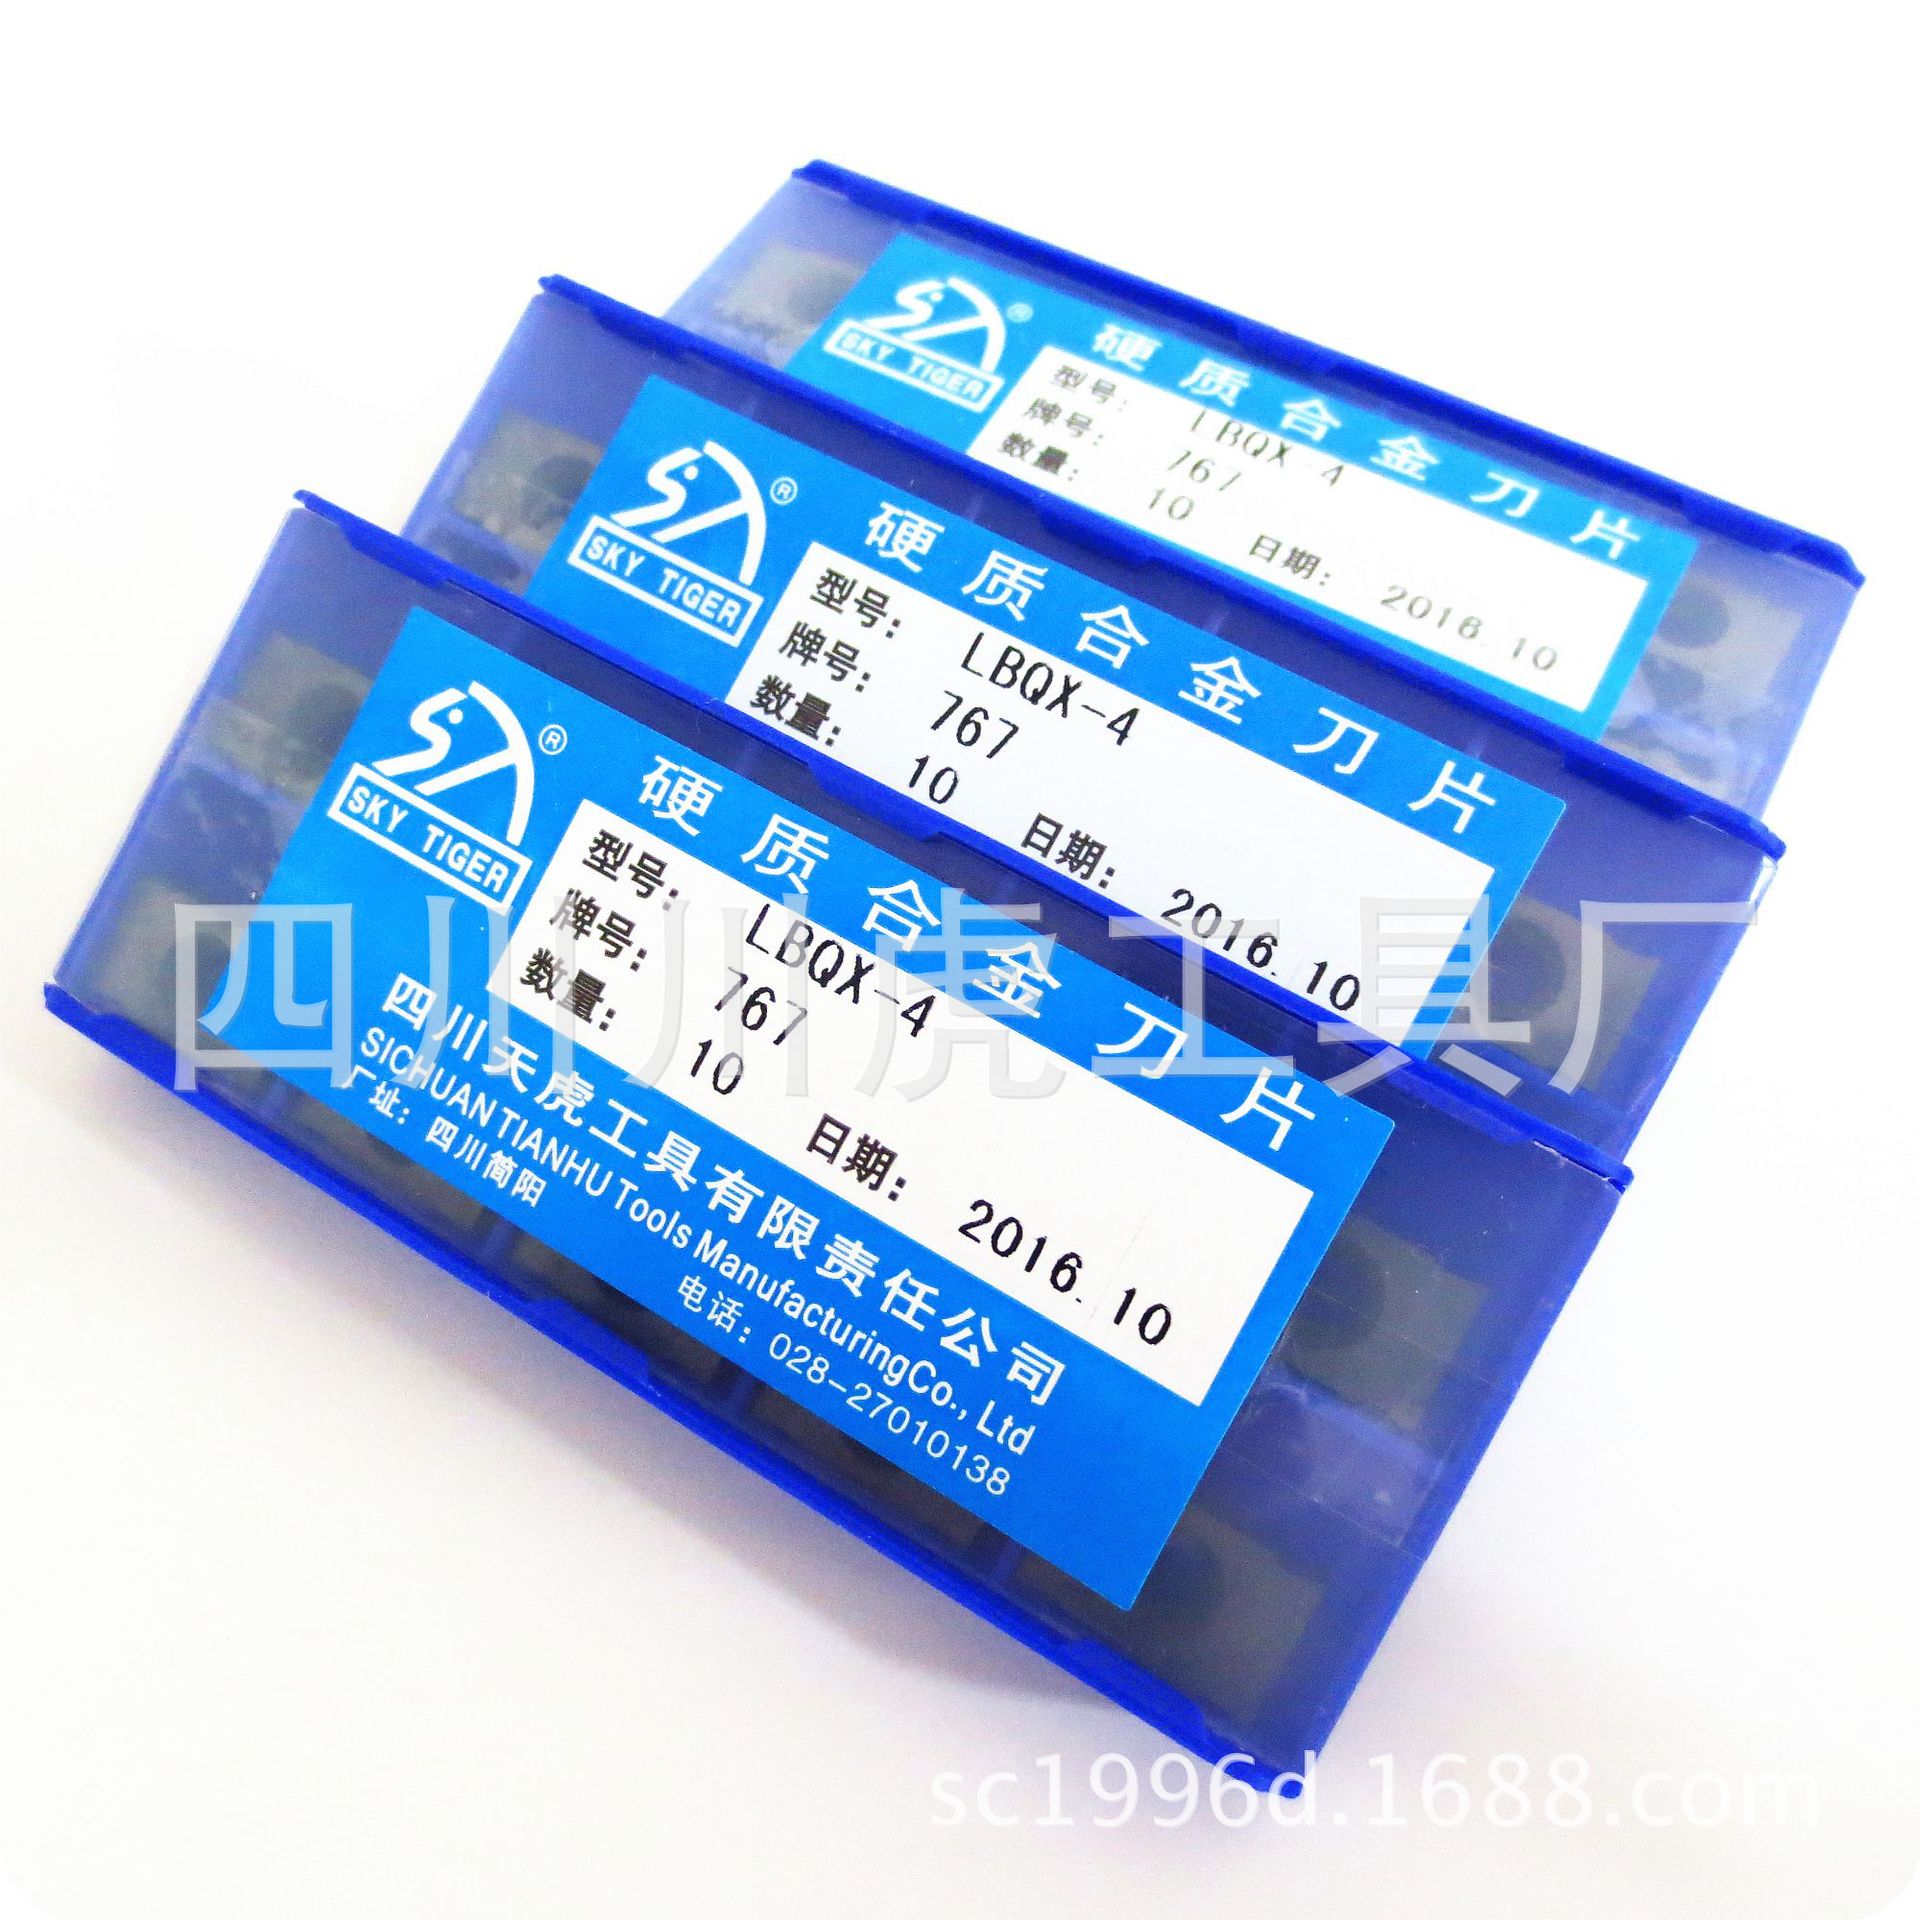 硬质合金刀片
®
SKY TIGER
型号: LBQX-4
牌号: 767
数量: 10
日期: 2016.10
硬质合金刀片
®
SKY TIGER
型号: LBQX-4
牌号: 767
数量: 10
日期: 2016.10
硬质合金刀片
®
SKY TIGER
型号: LBQX-4
牌号: 767
数量: 10
日期: 2016.10
四川天虎工具有限责任公司
SICHUAN TIANHU Tools Manufacturing Co., Ltd
厂址: 四川简阳
电话: 028-27010138
四川川虎工具厂
sc1996d.1688.com